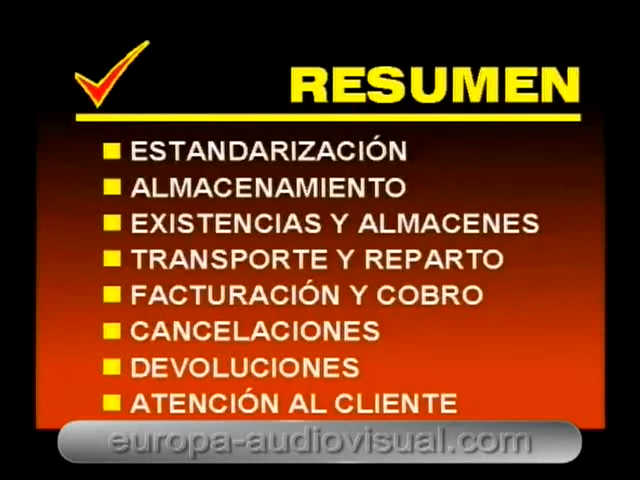 RESUMEN
ESTANDARIZACIÓN
ALMACENAMIENTO
EXISTENCIAS Y ALMACENES
TRANSPORTE Y REPARTO
FACTURACIÓN Y COBRO
CANCELACIONES
DEVOLUCIONES
ATENCIÓN AL CLIENTE
europa-audiovisual.com